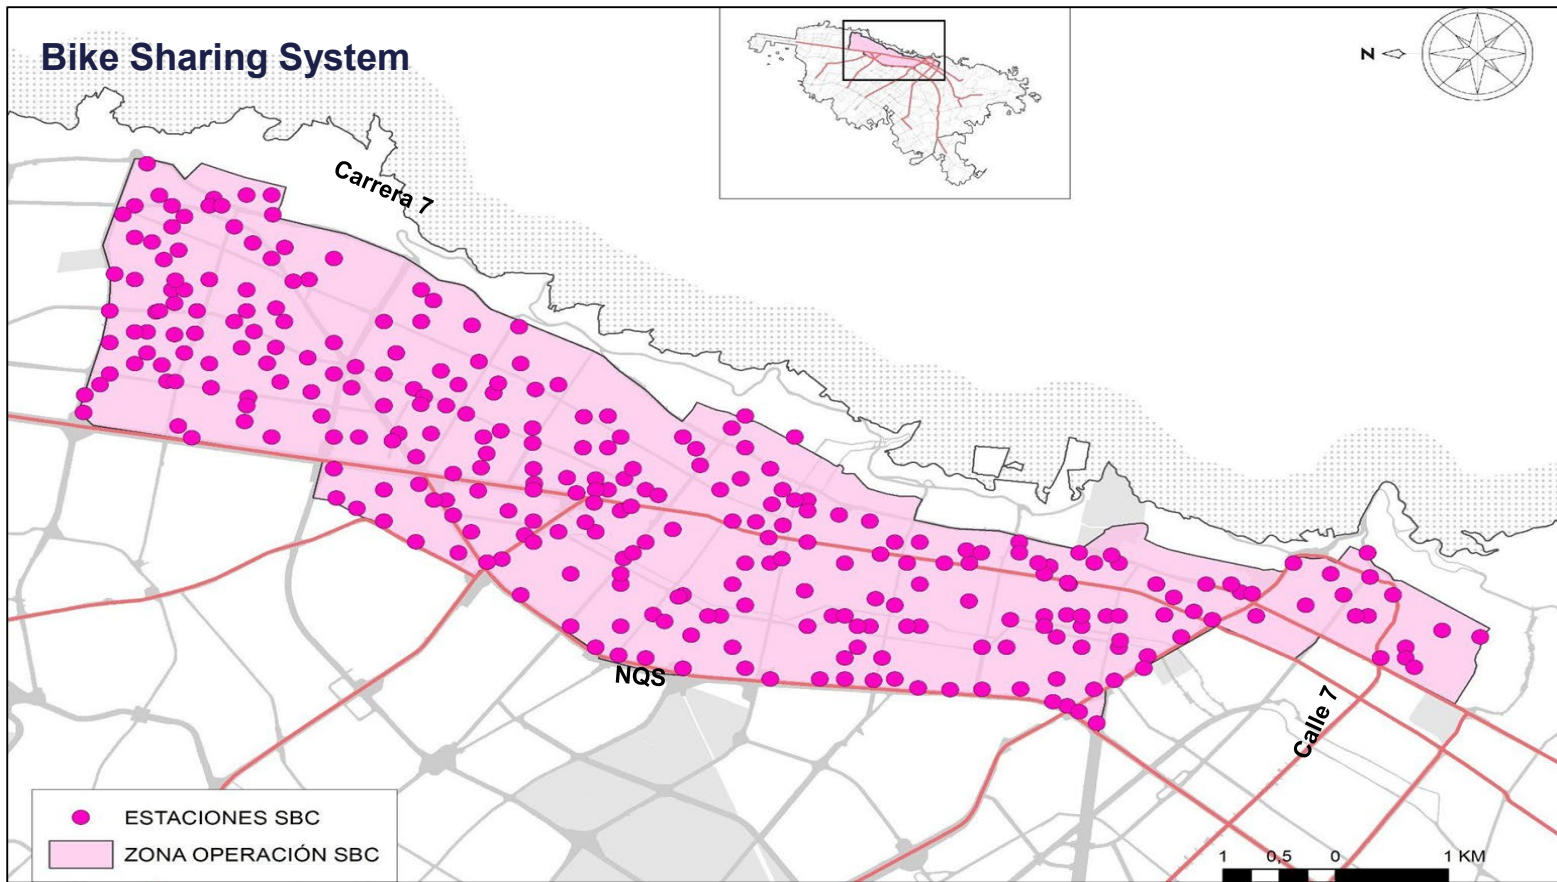 Bike Sharing System
N
Carrera 7
NQS
Calle 7
ESTACIONES SBC
ZONA OPERACIÓN SBC
1 0,5 0 1 KM